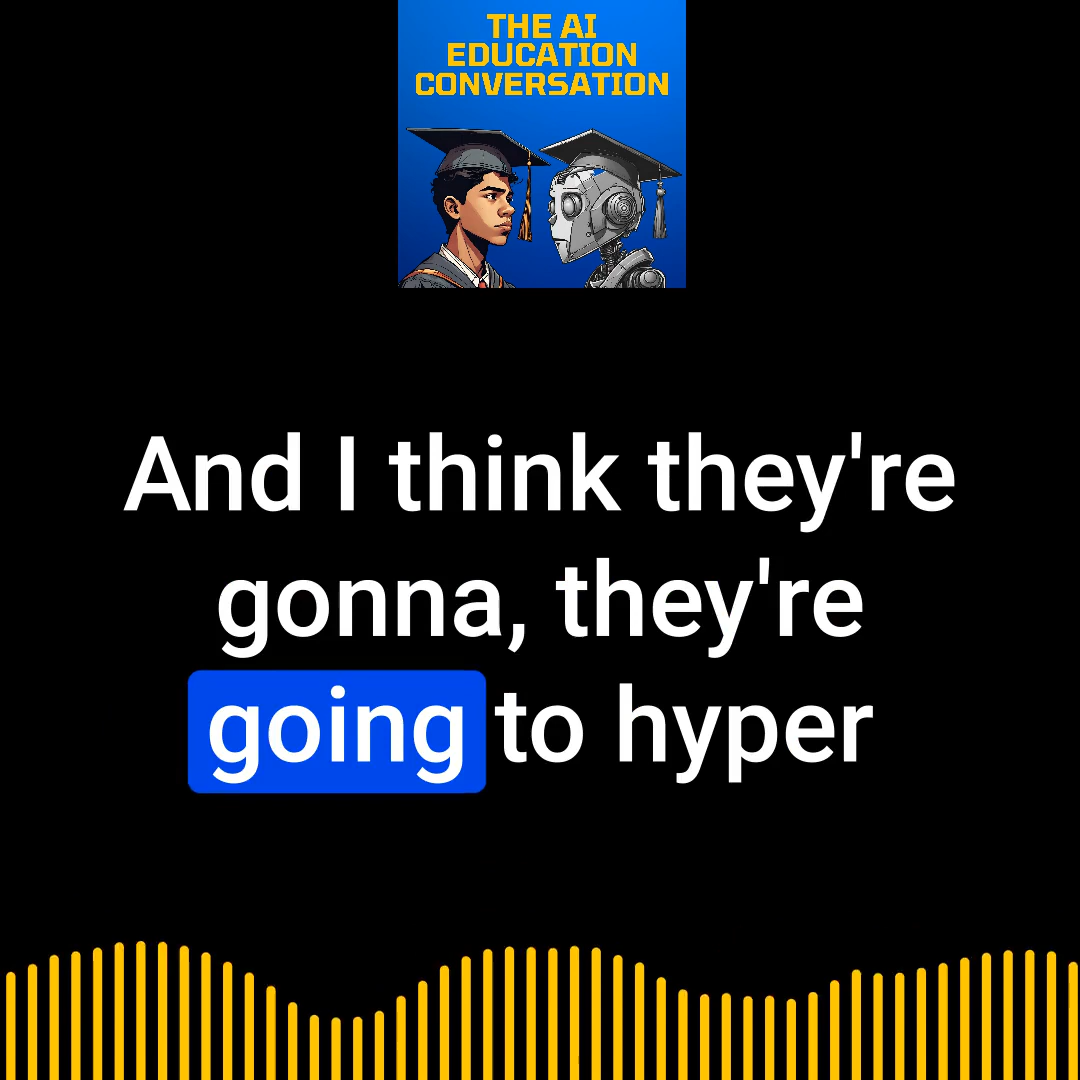 THE AI
EDUCATION
CONVERSATION
And I think they're
gonna, they're
going to hyper